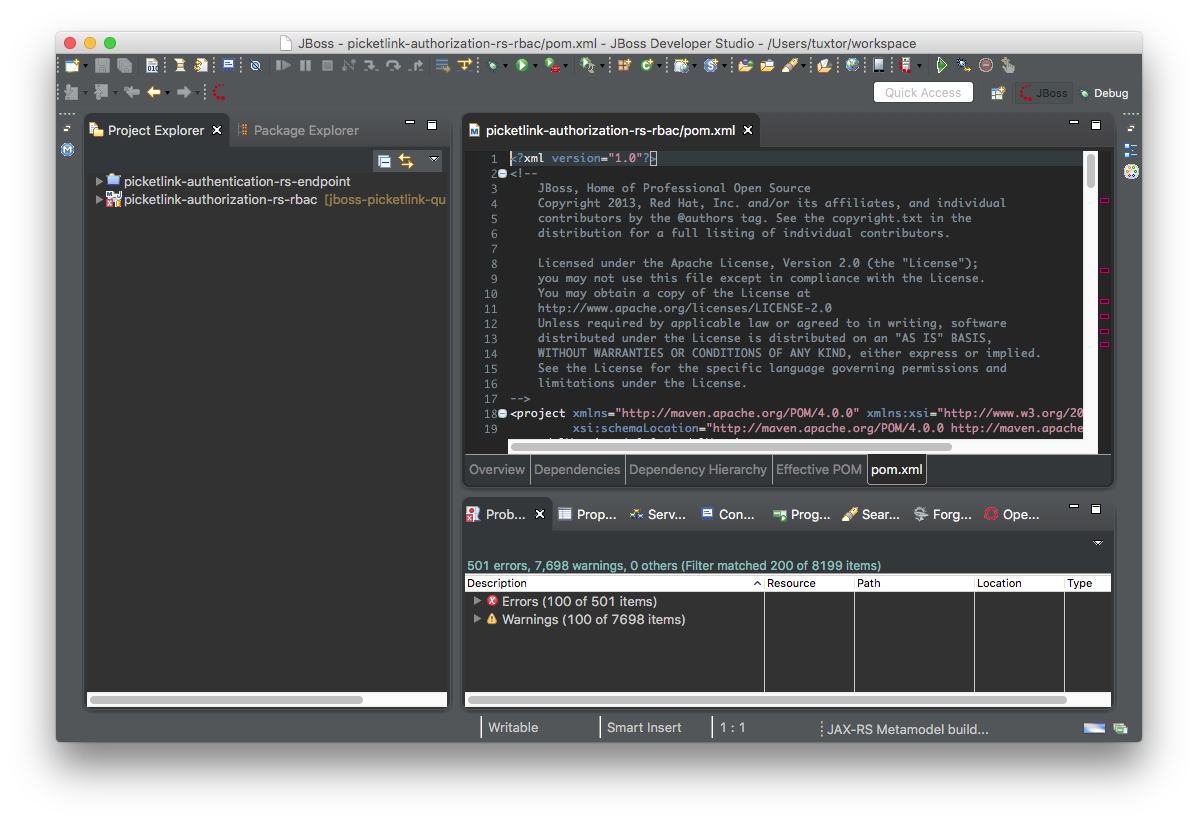 JBoss - picketlink-authorization-rs-rbac/pom.xml - JBoss Developer Studio - /Users/tuxtor/workspace
Quick Access
JBoss
Debug
Project Explorer
Package Explorer
picketlink-authentication-rs-endpoint
picketlink-authorization-rs-rbac [jboss-picketlink-qu
picketlink-authorization-rs-rbac/pom.xml
1 <?xml version="1.0"?>
2 <!--
3 JBoss, Home of Professional Open Source
4 Copyright 2013, Red Hat, Inc. and/or its affiliates, and individual
5 contributors by the @authors tag. See the copyright.txt in the
6 distribution for a full listing of individual contributors.
7
8 Licensed under the Apache License, Version 2.0 (the "License");
9 you may not use this file except in compliance with the License.
10 You may obtain a copy of the License at
11 http://www.apache.org/licenses/LICENSE-2.0
12 Unless required by applicable law or agreed to in writing, software
13 distributed under the License is distributed on an "AS IS" BASIS,
14 WITHOUT WARRANTIES OR CONDITIONS OF ANY KIND, either express or implied.
15 See the License for the specific language governing permissions and
16 limitations under the License.
17 -->
18 <project xmlns="http://maven.apache.org/POM/4.0.0" xmlns:xsi="http://www.w3.org/20
19 xsi:schemaLocation="http://maven.apache.org/POM/4.0.0 http://maven.apache
Overview
Dependencies
Dependency Hierarchy
Effective POM
pom.xml
Prob...
Prop...
Serv...
Con...
Prog...
Sear...
Forg...
Ope...
501 errors, 7,698 warnings, 0 others (Filter matched 200 of 8199 items)
Description
Resource
Path
Location
Type
Errors (100 of 501 items)
Warnings (100 of 7698 items)
Writable
Smart Insert
1 : 1
JAX-RS Metamodel build...